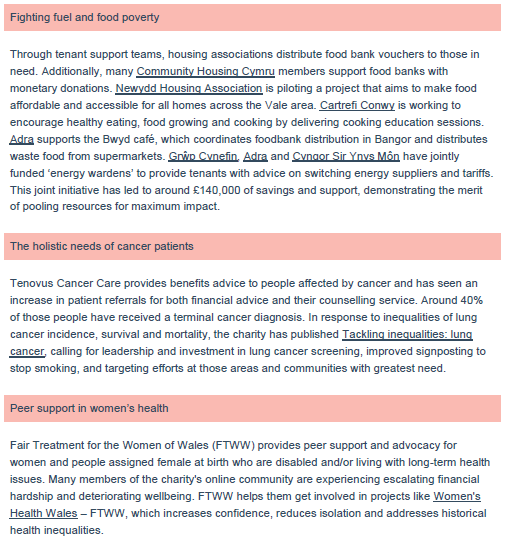 Fighting fuel and food poverty
Through tenant support teams, housing associations distribute food bank vouchers to those in
need. Additionally, many Community Housing Cymru members support food banks with
monetary donations. Newydd Housing Association is piloting a project that aims to make food
affordable and accessible for all homes across the Vale area. Cartrefi Conwy is working to
encourage healthy eating, food growing and cooking by delivering cooking education sessions.
Adra supports the Bwyd café, which coordinates foodbank distribution in Bangor and distributes
waste food from supermarkets. Grŵp Cynefin, Adra and Cyngor Sir Ynys Môn have jointly
funded ‘energy wardens’ to provide tenants with advice on switching energy suppliers and tariffs.
This joint initiative has led to around £140,000 of savings and support, demonstrating the merit
of pooling resources for maximum impact.
The holistic needs of cancer patients
Tenovus Cancer Care provides benefits advice to people affected by cancer and has seen an
increase in patient referrals for both financial advice and their counselling service. Around 40%
of those people have received a terminal cancer diagnosis. In response to inequalities of lung
cancer incidence, survival and mortality, the charity has published Tackling inequalities: lung
cancer, calling for leadership and investment in lung cancer screening, improved signposting to
stop smoking, and targeting efforts at those areas and communities with greatest need.
Peer support in women’s health
Fair Treatment for the Women of Wales (FTWW) provides peer support and advocacy for
women and people assigned female at birth who are disabled and/or living with long-term health
issues. Many members of the charity's online community are experiencing escalating financial
hardship and deteriorating wellbeing. FTWW helps them get involved in projects like Women's
Health Wales – FTWW, which increases confidence, reduces isolation and addresses historical
health inequalities.